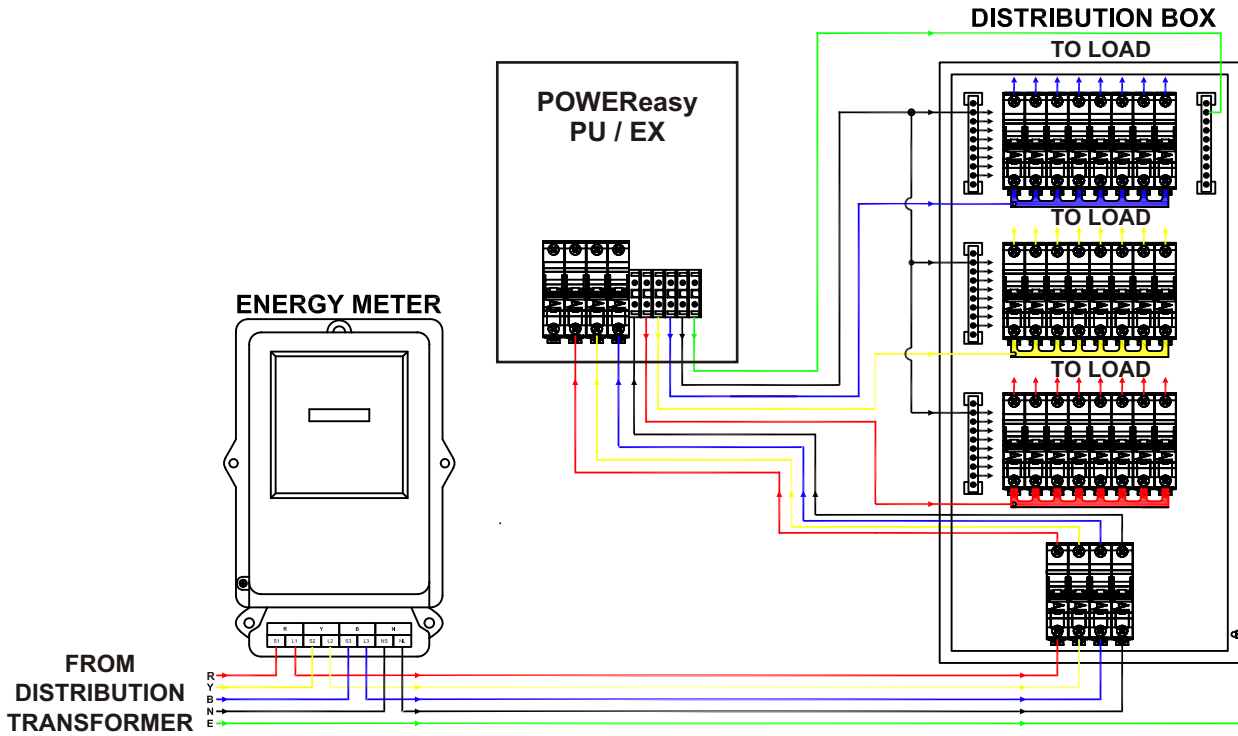 DISTRIBUTION BOX
TO LOAD
POWEReasy
PU / EX
TO LOAD
ENERGY METER
TO LOAD
R Y B N
S1 L1 S2 L2 S3 L3 NS NL
FROM
DISTRIBUTION
TRANSFORMER
R
Y
B
N
E